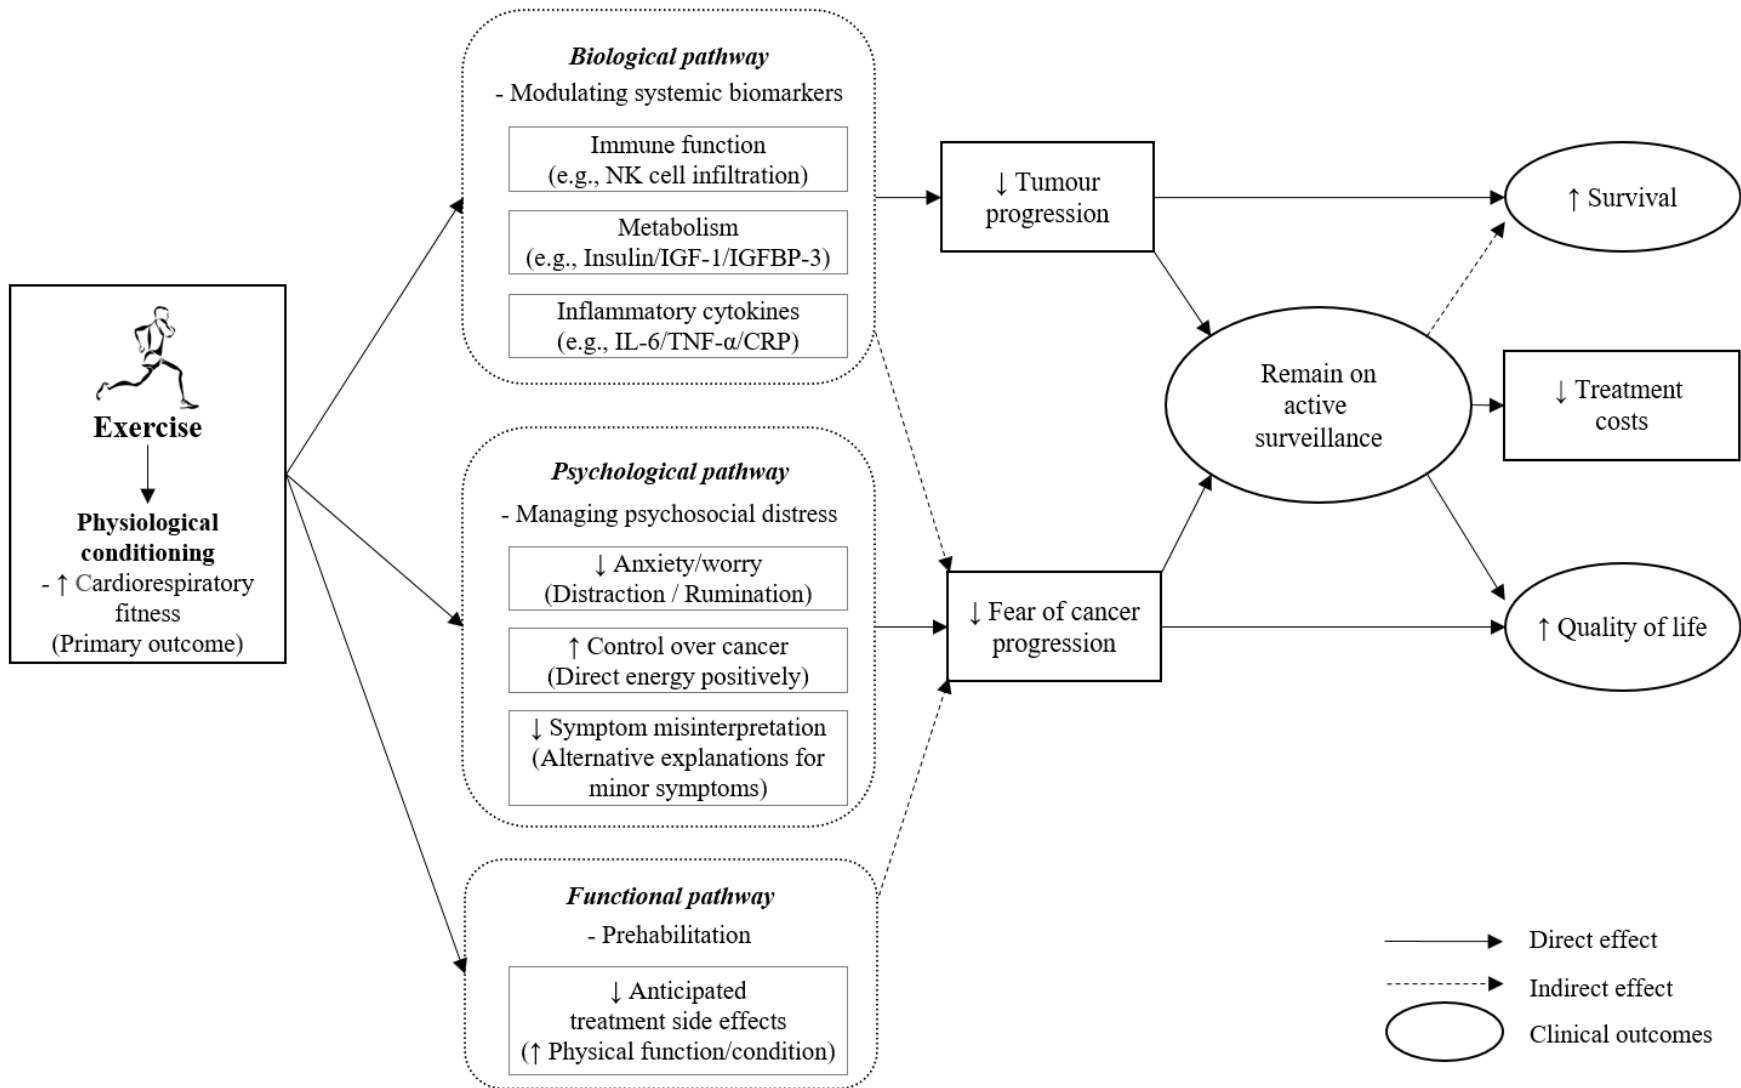 Exercise
Physiological
conditioning
- ↑ Cardiorespiratory
fitness
(Primary outcome)
Biological pathway
- Modulating systemic biomarkers
Immune function
(e.g., NK cell infiltration)
Metabolism
(e.g., Insulin/IGF-1/IGFBP-3)
Inflammatory cytokines
(e.g., IL-6/TNF-α/CRP)
Psychological pathway
- Managing psychosocial distress
↓ Anxiety/worry
(Distraction / Rumination)
↑ Control over cancer
(Direct energy positively)
↓ Symptom misinterpretation
(Alternative explanations for
minor symptoms)
Functional pathway
- Prehabilitation
↓ Anticipated
treatment side effects
(↑ Physical function/condition)
↓ Tumour
progression
↓ Fear of cancer
progression
Remain on
active
surveillance
↑ Survival
↓ Treatment
costs
↑ Quality of life
Direct effect
Indirect effect
Clinical outcomes